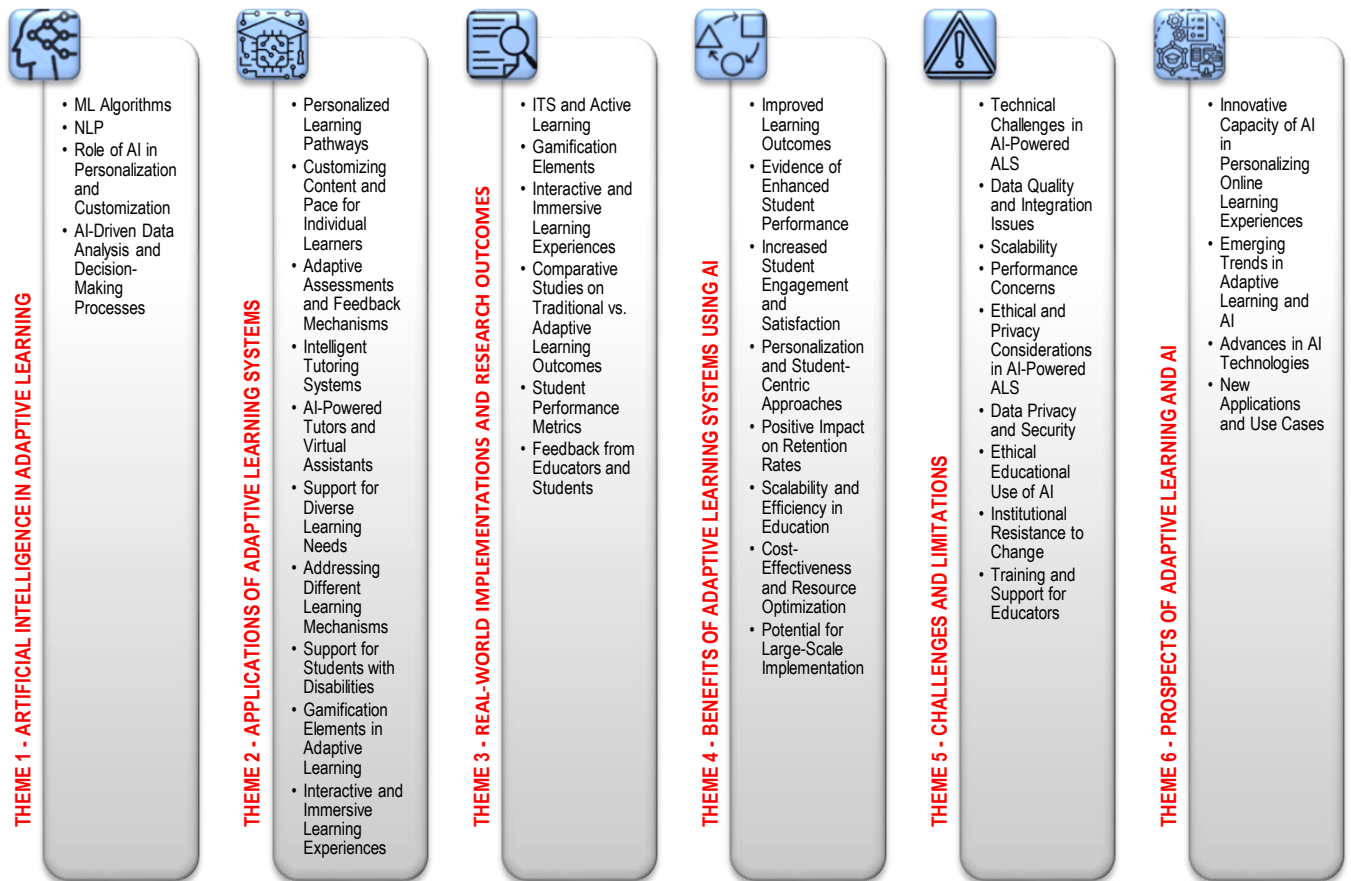 THEME 1 - ARTIFICIAL INTELLIGENCE IN ADAPTIVE LEARNING
• ML Algorithms
• NLP
• Role of AI in
Personalization
and
Customization
• AI-Driven Data
Analysis and
Decision-
Making
Processes
THEME 2 - APPLICATIONS OF ADAPTIVE LEARNING SYSTEMS
• Personalized
Learning
Pathways
• Customizing
Content and
Pace for
Individual
Learners
• Adaptive
Assessments
and Feedback
Mechanisms
• Intelligent
Tutoring
Systems
• AI-Powered
Tutors and
Virtual
Assistants
• Support for
Diverse
Learning
Needs
• Addressing
Different
Learning
Mechanisms
• Support for
Students with
Disabilities
• Gamification
Elements in
Adaptive
Learning
• Interactive and
Immersive
Learning
Experiences
THEME 3 - REAL-WORLD IMPLEMENTATIONS AND RESEARCH OUTCOMES
• ITS and Active
Learning
• Gamification
Elements
• Interactive and
Immersive
Learning
Experiences
• Comparative
Studies on
Traditional vs.
Adaptive
Learning
Outcomes
• Student
Performance
Metrics
• Feedback from
Educators and
Students
THEME 4 - BENEFITS OF ADAPTIVE LEARNING SYSTEMS USING AI
• Improved
Learning
Outcomes
• Evidence of
Enhanced
Student
Performance
• Increased
Student
Engagement
and
Satisfaction
• Personalization
and Student-
Centric
Approaches
• Positive Impact
on Retention
Rates
• Scalability and
Efficiency in
Education
• Cost-
Effectiveness
and Resource
Optimization
• Potential for
Large-Scale
Implementation
THEME 5 - CHALLENGES AND LIMITATIONS
• Technical
Challenges in
AI-Powered
ALS
• Data Quality
and Integration
Issues
• Scalability
• Performance
Concerns
• Ethical and
Privacy
Considerations
in AI-Powered
ALS
• Data Privacy
and Security
• Ethical
Educational
Use of AI
• Institutional
Resistance to
Change
• Training and
Support for
Educators
THEME 6 - PROSPECTS OF ADAPTIVE LEARNING AND AI
• Innovative
Capacity of AI
in
Personalizing
Online
Learning
Experiences
• Emerging
Trends in
Adaptive
Learning and
AI
• Advances in AI
Technologies
• New
Applications
and Use Cases